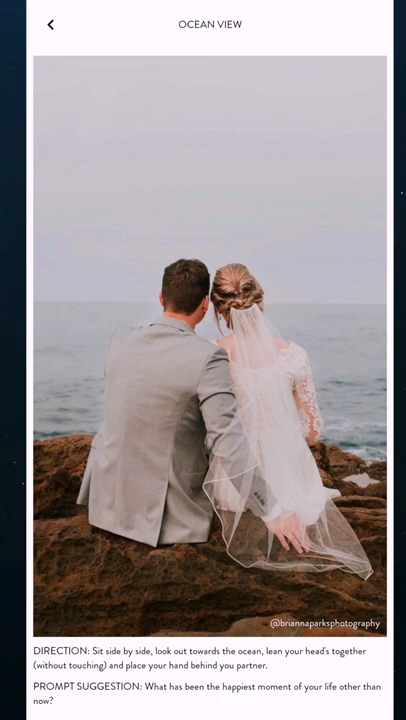 OCEAN VIEW
@briannaparksphotography
DIRECTION: Sit side by side, look out towards the ocean, lean your head's together
(without touching) and place your hand behind you partner.
PROMPT SUGGESTION: What has been the happiest moment of your life other than
now?